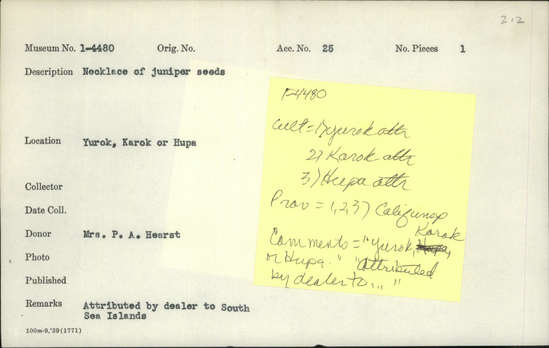 2.2
Museum No. 1-4480 Orig. No. Acc. No. 25 No. Pieces 1
Description Necklace of juniper seeds
Location Yurok, Karok or Hupa
Collector
Date Coll.
Donor Mrs. P. A. Hearst
Photo
Published
Remarks Attributed by dealer to South
Sea Islands
100m-9,'39(1771)
1-4480
Cult = 1) Yurok attr
2) Karok attr
3) Hupa attr
Prov = 1,2,3) Calif; unsp
Comments = "Yurok, Karok Hupa,
or Hupa." "Attributed
by dealer to..."